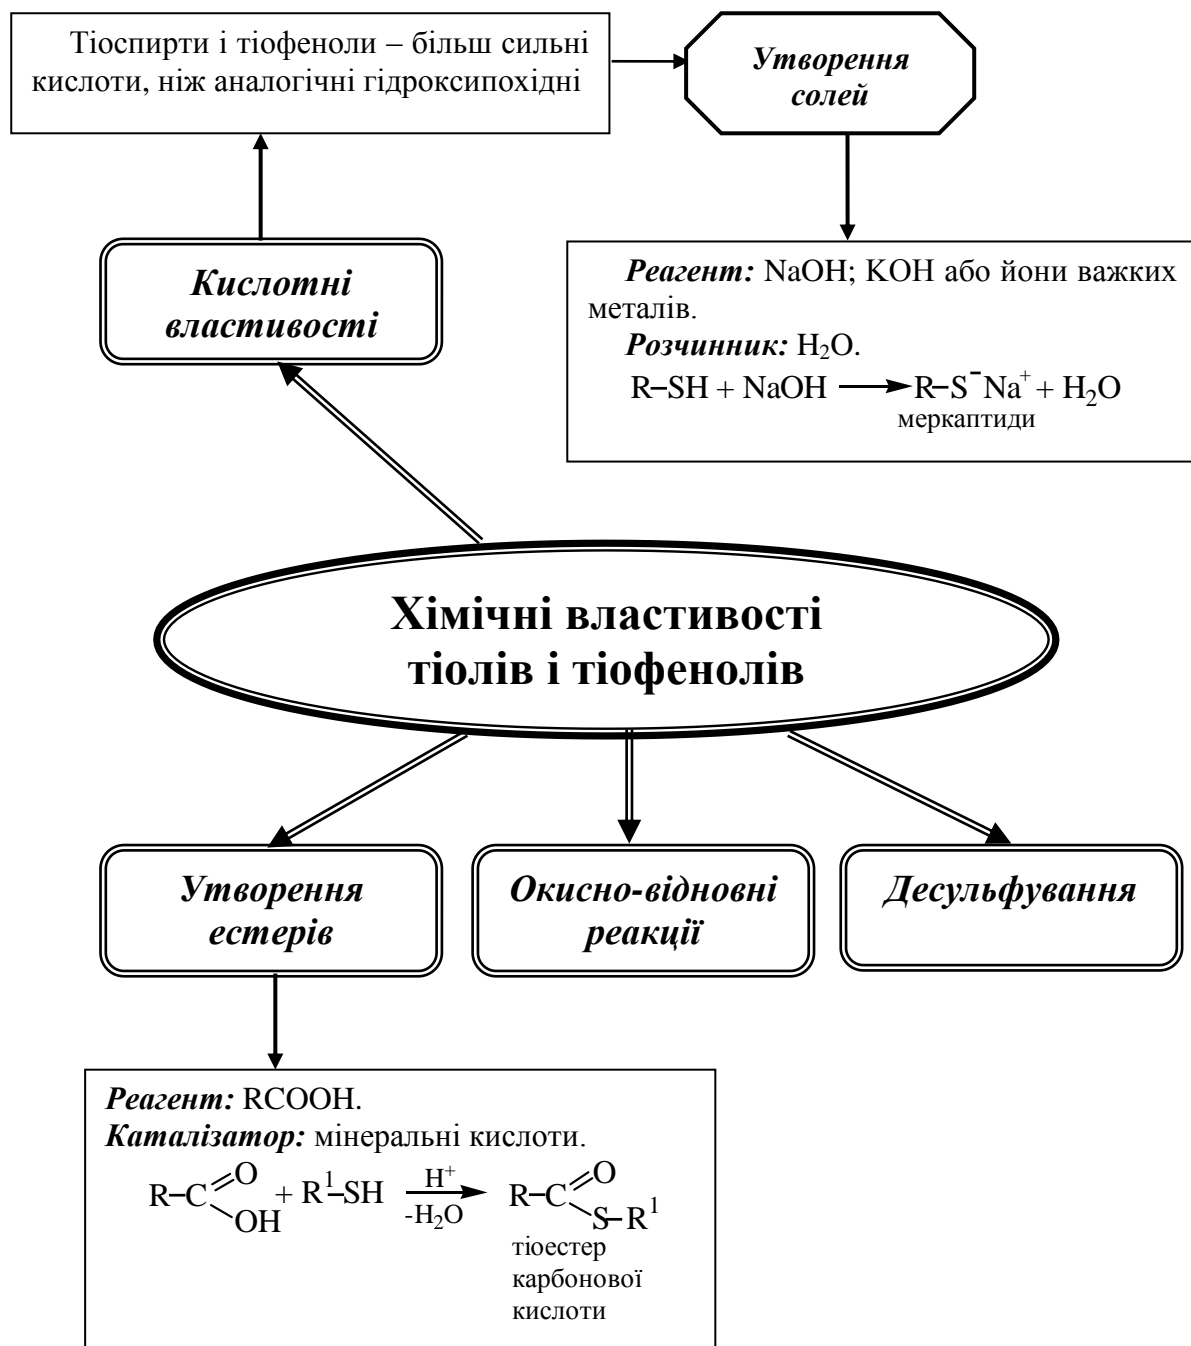 Тіоспирти і тіофеноли – більш сильні
кислоти, ніж аналогічні гідроксипохідні
Утворення
солей
Кислотні
властивості
Реагент: NaOH; KOH або йони важких
металів.
Розчинник: H₂O.
R–SH + NaOH ⟶ R–S⁻Na⁺ + H₂O
меркаптиди
Хімічні властивості
тіолів і тіофенолів
Утворення
естерів
Окисно-відновні
реакції
Десульфування
Реагент: RCOOH.
Каталізатор: мінеральні кислоти.
R–C(=O)OH + R¹–SH ⟶ R–C(=O)S–R¹
H⁺
-H₂O
тіоестер
карбонової
кислоти